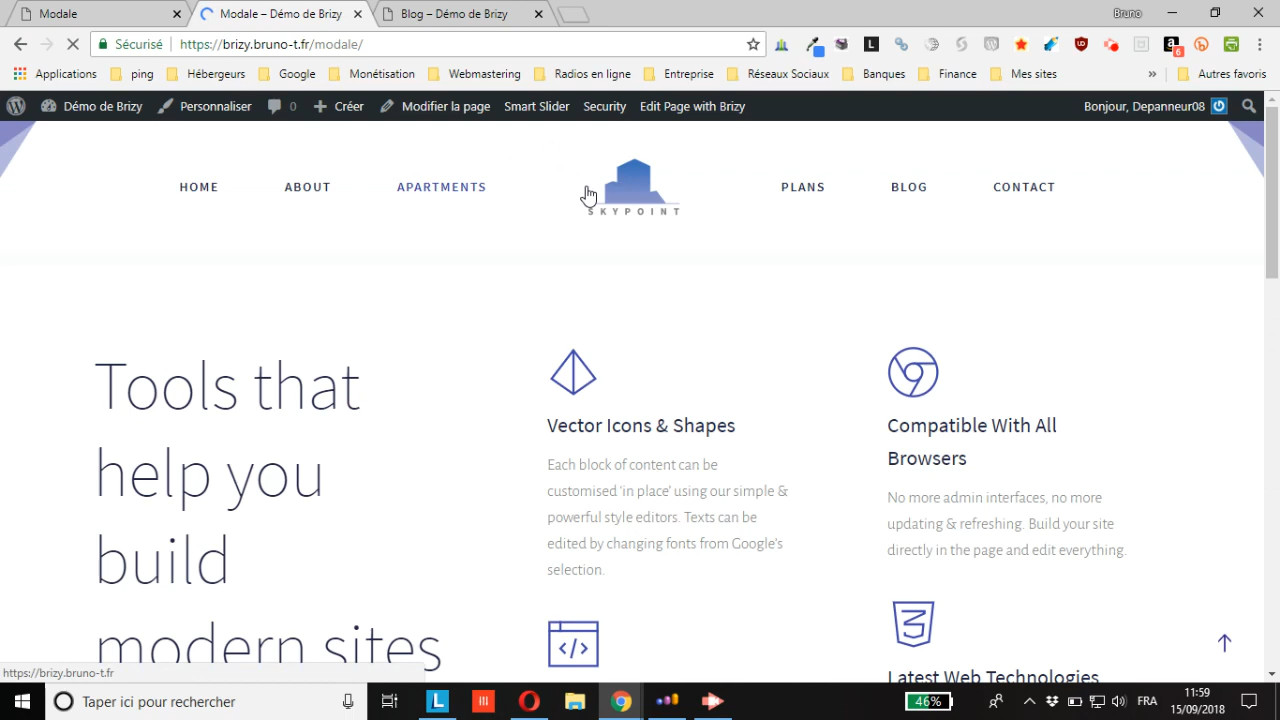 Modale
Modale – Démo de Brizy
Blog – Démo de Brizy
Bruno
Sécurisé
https://brizy.bruno-t.fr/modale/
6
Applications
ping
Hébergeurs
Google
Monétisation
Webmastering
Radios en ligne
Entreprise
Réseaux Sociaux
Banques
Finance
Mes sites
»
Autres favoris
Démo de Brizy
Personnaliser
0
Créer
Modifier la page
Smart Slider
Security
Edit Page with Brizy
Bonjour, Depanneur08
HOME
ABOUT
APARTMENTS
SKYPOINT
PLANS
BLOG
CONTACT
Tools that
help you
build
modern sites
Vector Icons & Shapes
Each block of content can be
customised 'in place' using our simple &
powerful style editors. Texts can be
edited by changing fonts from Google's
selection.
Compatible With All
Browsers
No more admin interfaces, no more
updating & refreshing. Build your site
directly in the page and edit everything.
Latest Web Technologies
https://brizy.bruno-t.fr
Taper ici pour rechercher
46%
FRA
11:59
15/09/2018